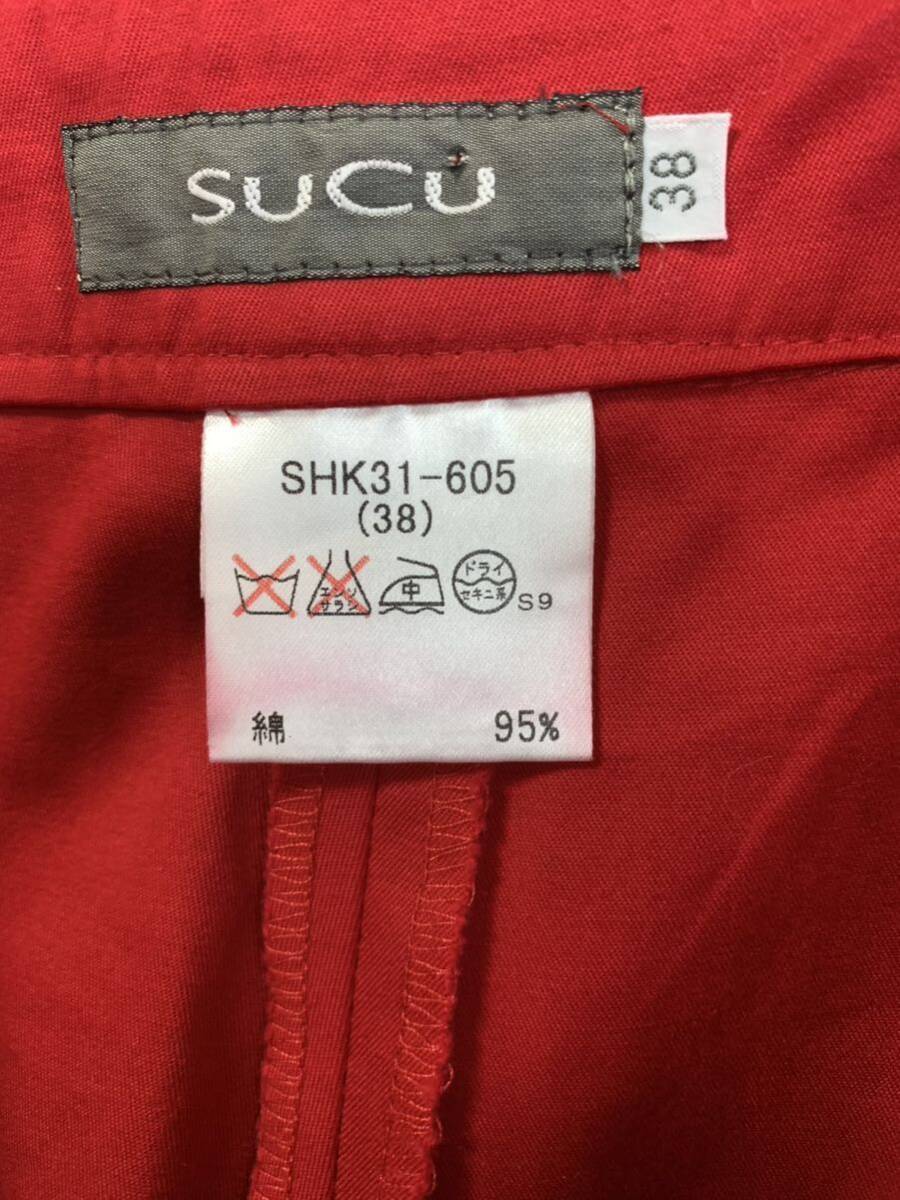 SUCU
38
SHK31-605
(38)
エンソ
サラシ
中
ドライ
セキユ系
S9
綿 95%